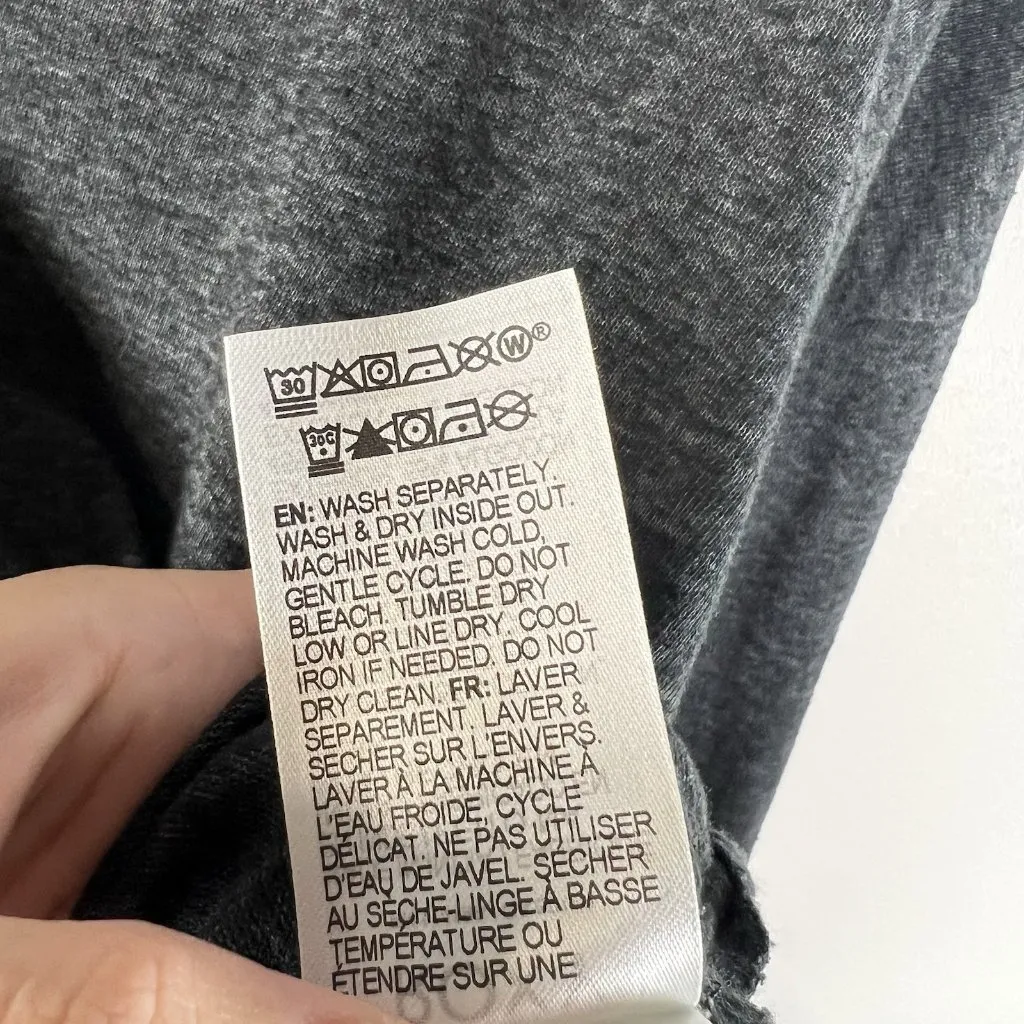 30 W®
30C
EN: WASH SEPARATELY.
WASH & DRY INSIDE OUT.
MACHINE WASH COLD,
GENTLE CYCLE. DO NOT
BLEACH. TUMBLE DRY
LOW OR LINE DRY. COOL
IRON IF NEEDED. DO NOT
DRY CLEAN. FR: LAVER
SEPAREMENT. LAVER &
SECHER SUR L'ENVERS.
LAVER À LA MACHINE À
L'EAU FROIDE, CYCLE
DÉLICAT. NE PAS UTILISER
D'EAU DE JAVEL. SÉCHER
AU SÈCHE-LINGE À BASSE
TEMPÉRATURE OU
ÉTENDRE SUR UNE